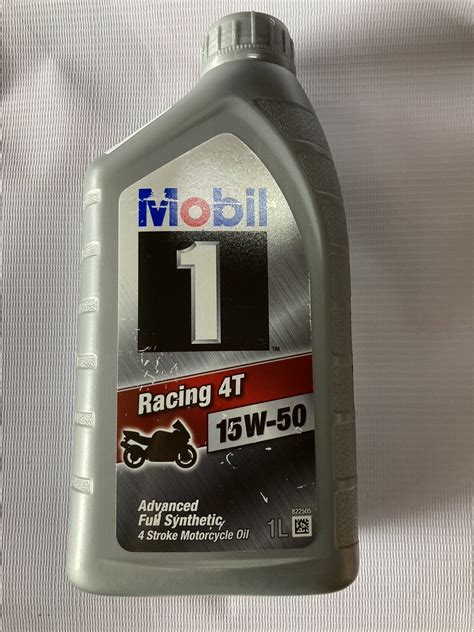 Mobil
1
TM
Racing 4T
15W-50
Advanced
Full Synthetic
4 Stroke Motorcycle Oil
822505
1L